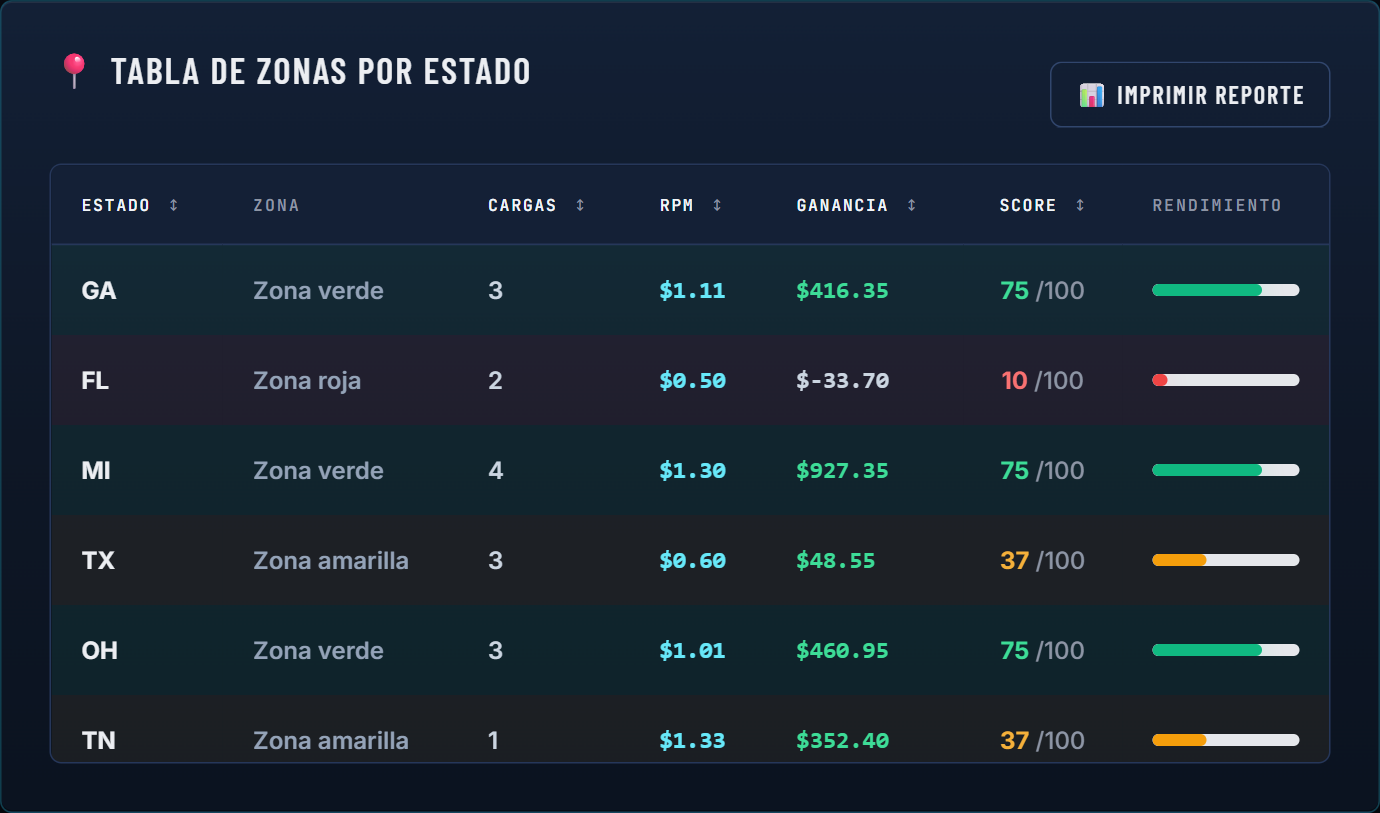 TABLA DE ZONAS POR ESTADO
IMPRIMIR REPORTE
ESTADO ↕ ZONA CARGAS ↕ RPM ↕ GANANCIA ↕ SCORE ↕ RENDIMIENTO
GA Zona verde 3 $1.11 $416.35 75 /100
FL Zona roja 2 $0.50 $-33.70 10 /100
MI Zona verde 4 $1.30 $927.35 75 /100
TX Zona amarilla 3 $0.60 $48.55 37 /100
OH Zona verde 3 $1.01 $460.95 75 /100
TN Zona amarilla 1 $1.33 $352.40 37 /100